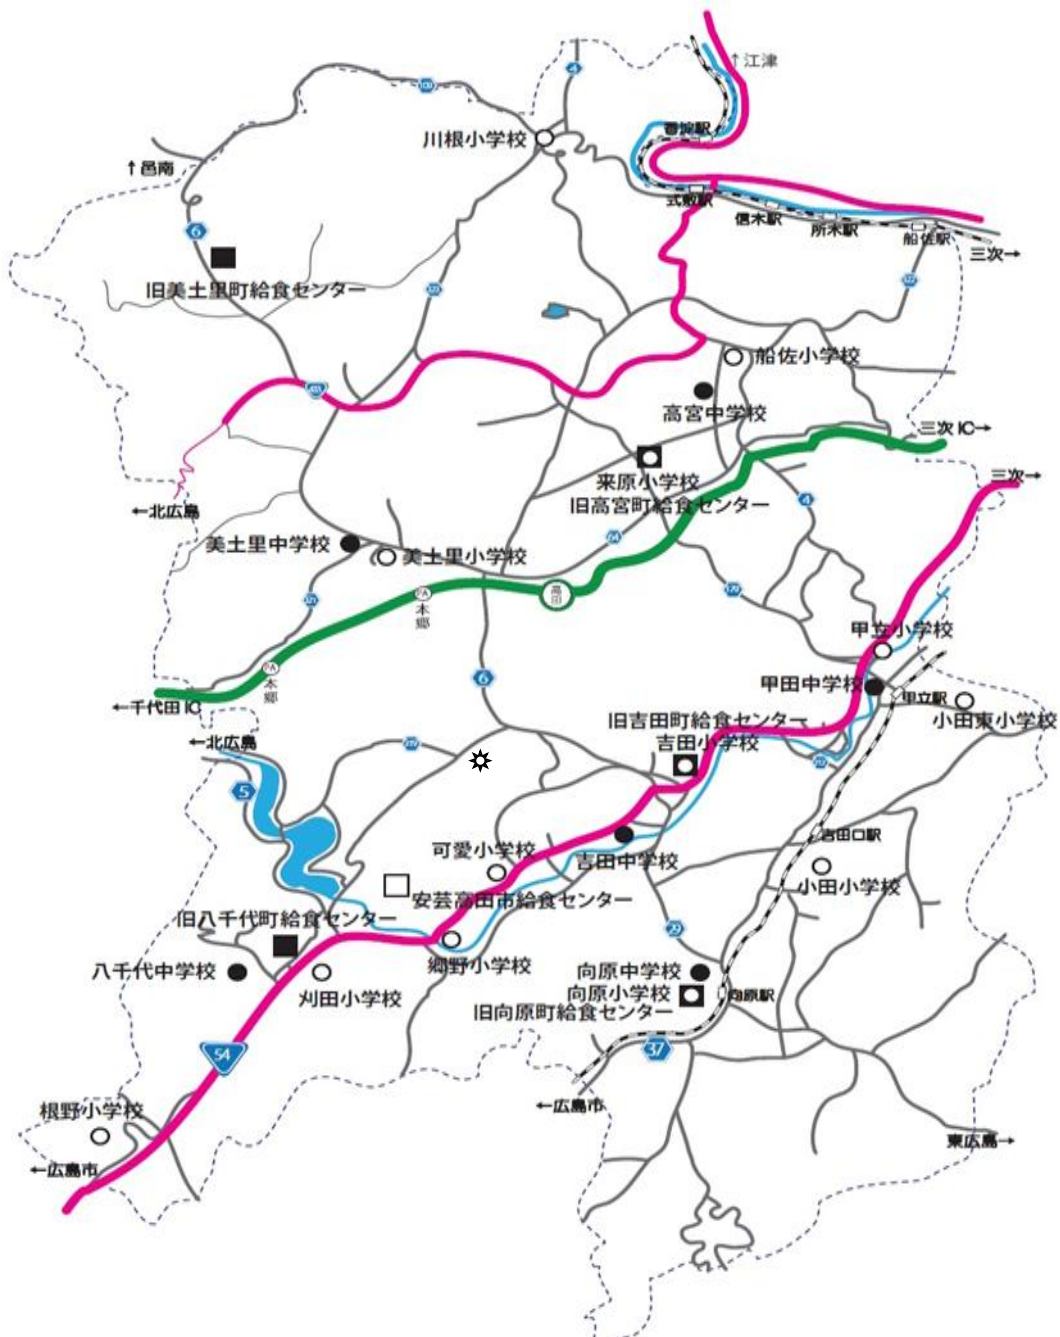 ↑江津
4
川根小学校
↑邑南
式敷駅
信木駅
所木駅
船佐駅
三次→
6
旧美土里町給食センター
船佐小学校
高宮中学校
三次IC→
来原小学校
旧高宮町給食センター
三次→
4
←北広島
美土里中学校
美土里小学校
64
PA
本郷
高田
PA
本郷
甲立小学校
6
甲田中学校
甲立駅
←千代田IC
小田東小学校
旧吉田町給食センター
吉田小学校
←北広島
5
吉田中学校
吉田口駅
可愛小学校
小田小学校
安芸高田市給食センター
旧八千代町給食センター
29
郷野小学校
八千代中学校
刈田小学校
向原中学校
向原小学校
向原駅
旧向原町給食センター
54
37
←広島市
根野小学校
東広島→
←広島市